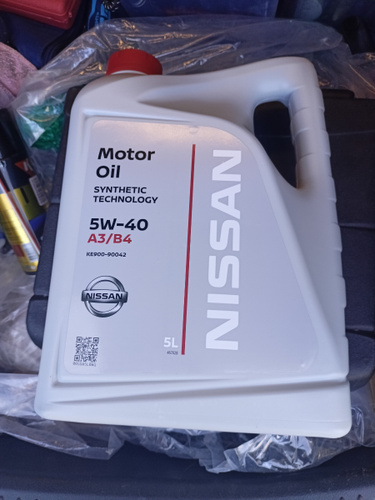 Motor
Oil
SYNTHETIC
TECHNOLOGY
5W-40
A3/B4
KE900-90042
NISSAN
5L
NISSAN